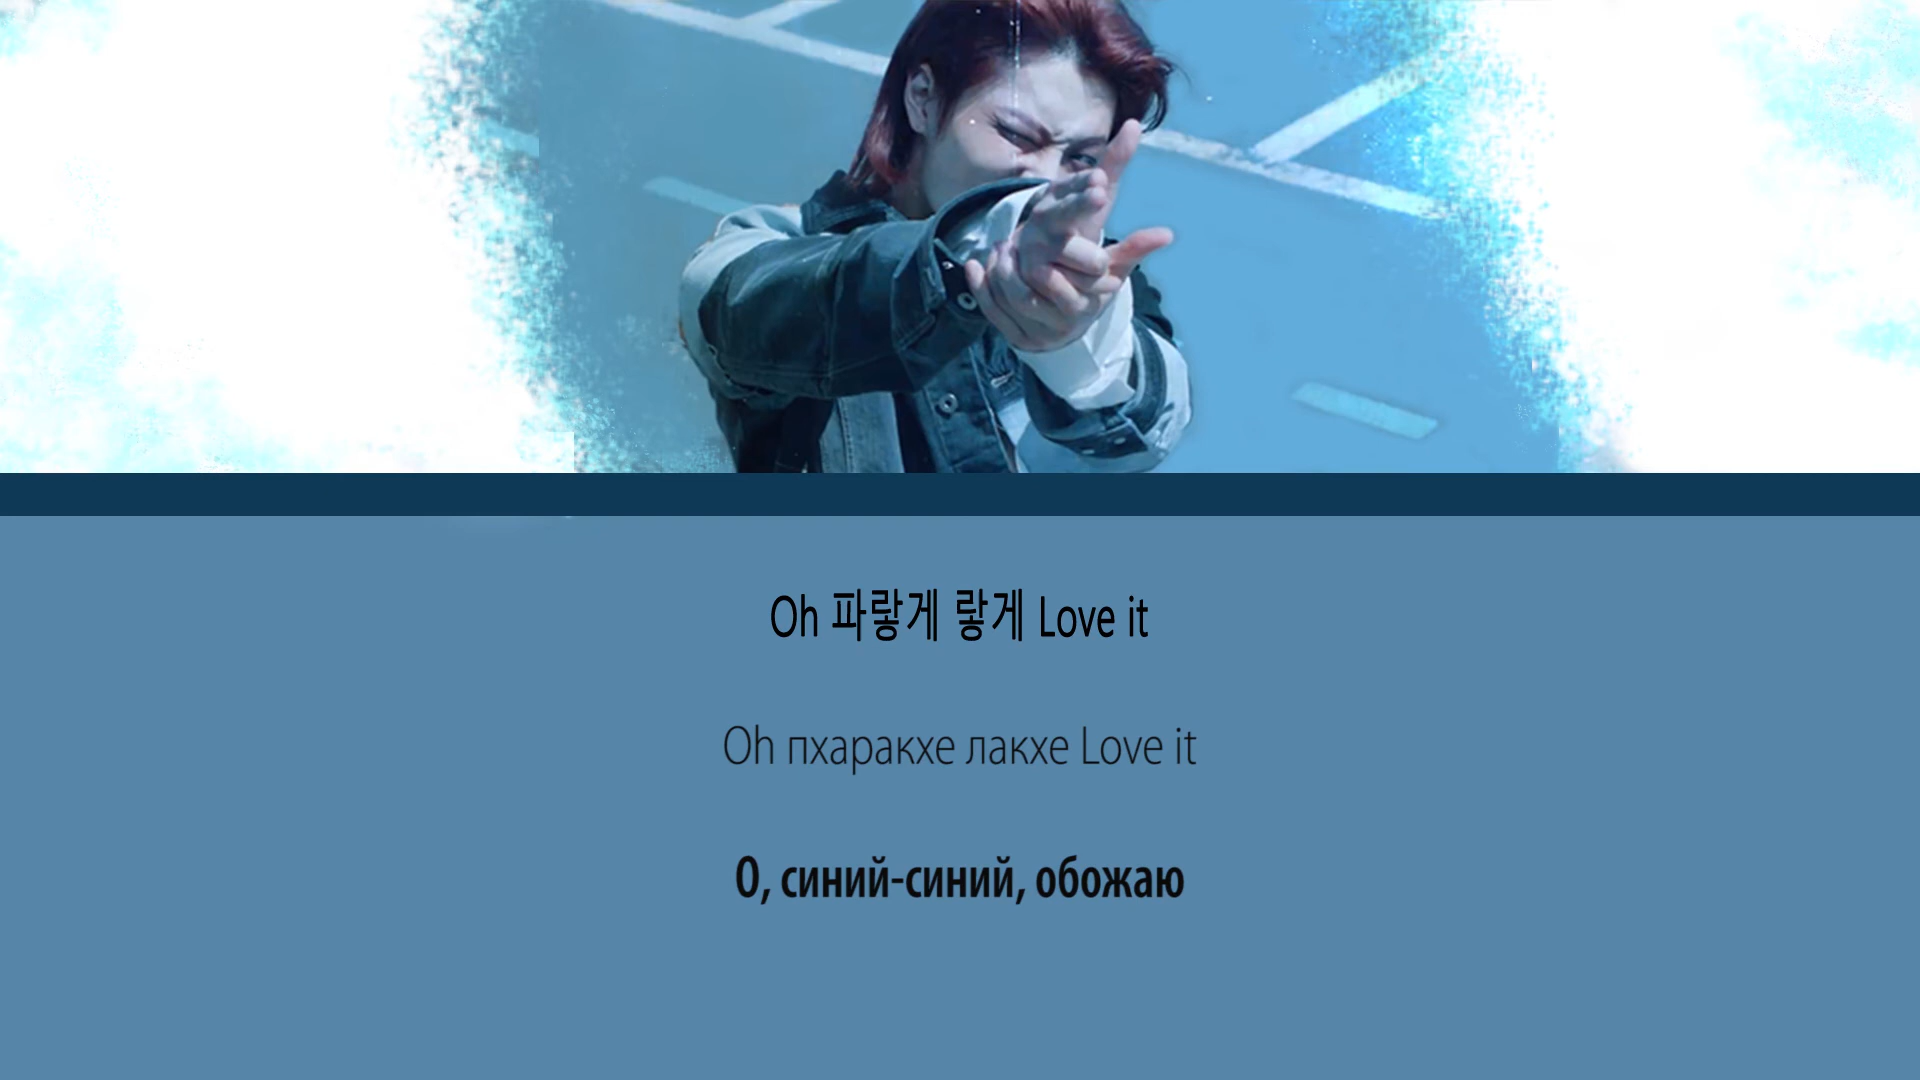 Oh 파랗게 랗게 Love it
Oh пхаракхе лакхе Love it
О, синий-синий, обожаю